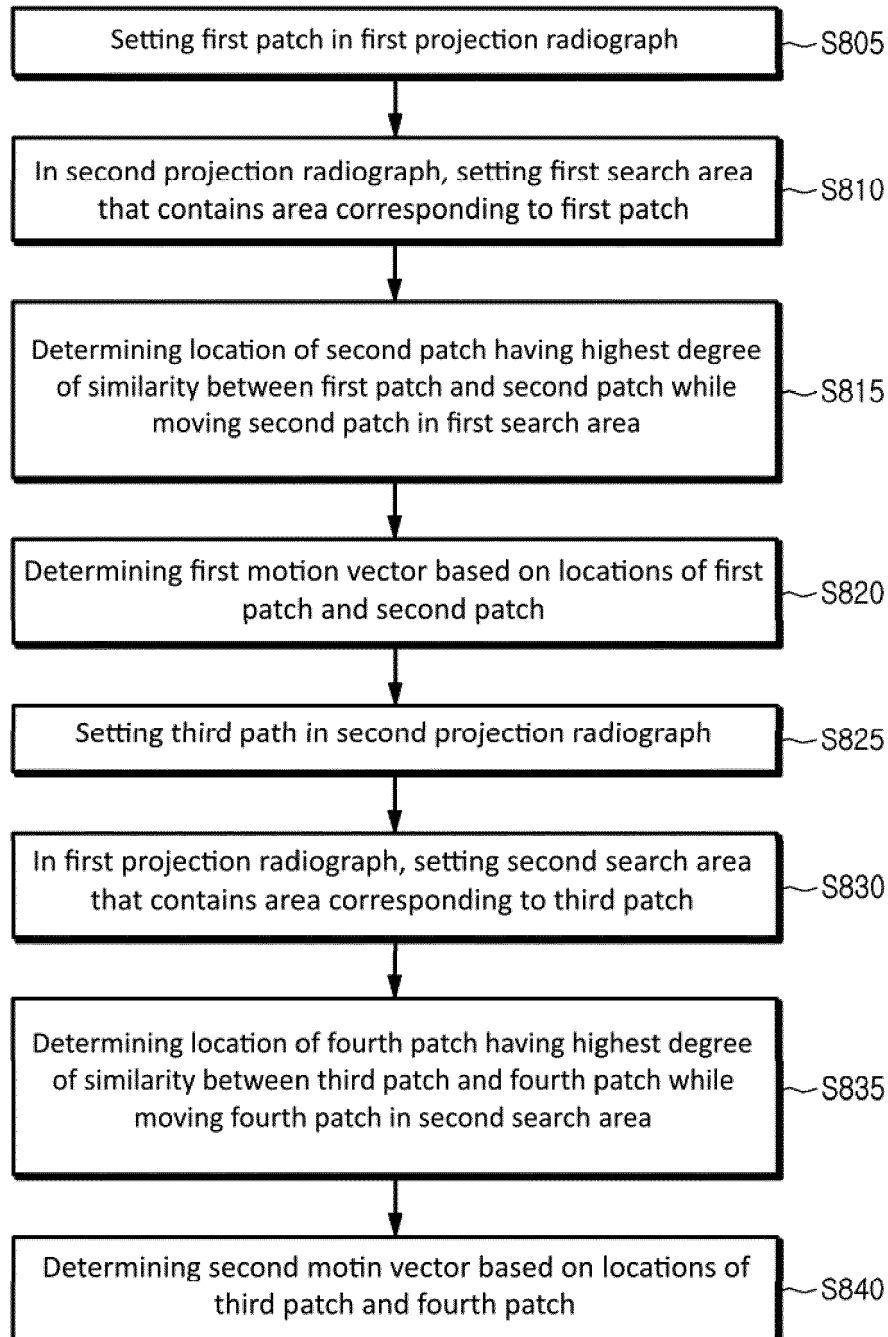 Setting first patch in first projection radiograph
S805
In second projection radiograph, setting first search area
that contains area corresponding to first patch
S810
Determining location of second patch having highest degree
of similarity between first patch and second patch while
moving second patch in first search area
S815
Determining first motion vector based on locations of first
patch and second patch
S820
Setting third path in second projection radiograph
S825
In first projection radiograph, setting second search area
that contains area corresponding to third patch
S830
Determining location of fourth patch having highest degree
of similarity between third patch and fourth patch while
moving fourth patch in second search area
S835
Determining second motin vector based on locations of
third patch and fourth patch
S840